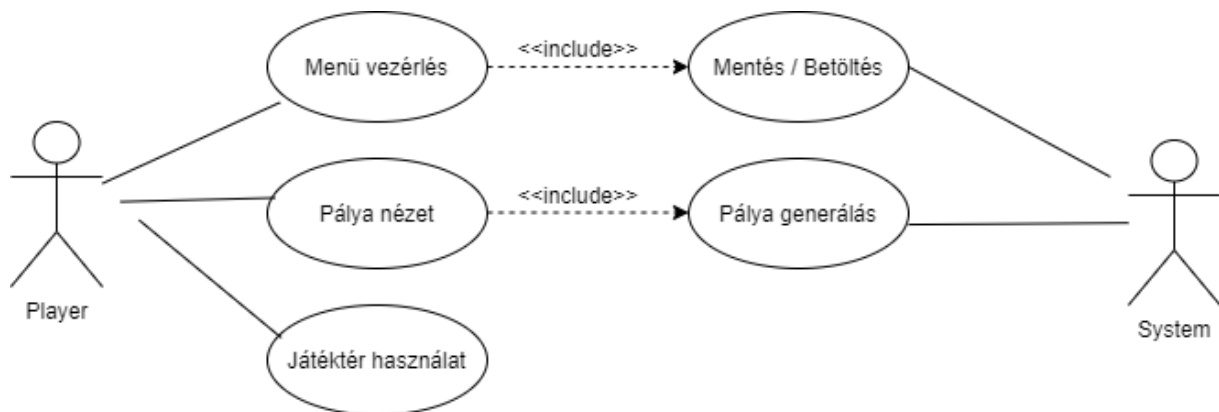 Menü vezérlés
<<include>>
Mentés / Betöltés
Pálya nézet
<<include>>
Pálya generálás
Player
System
Játéktér használat